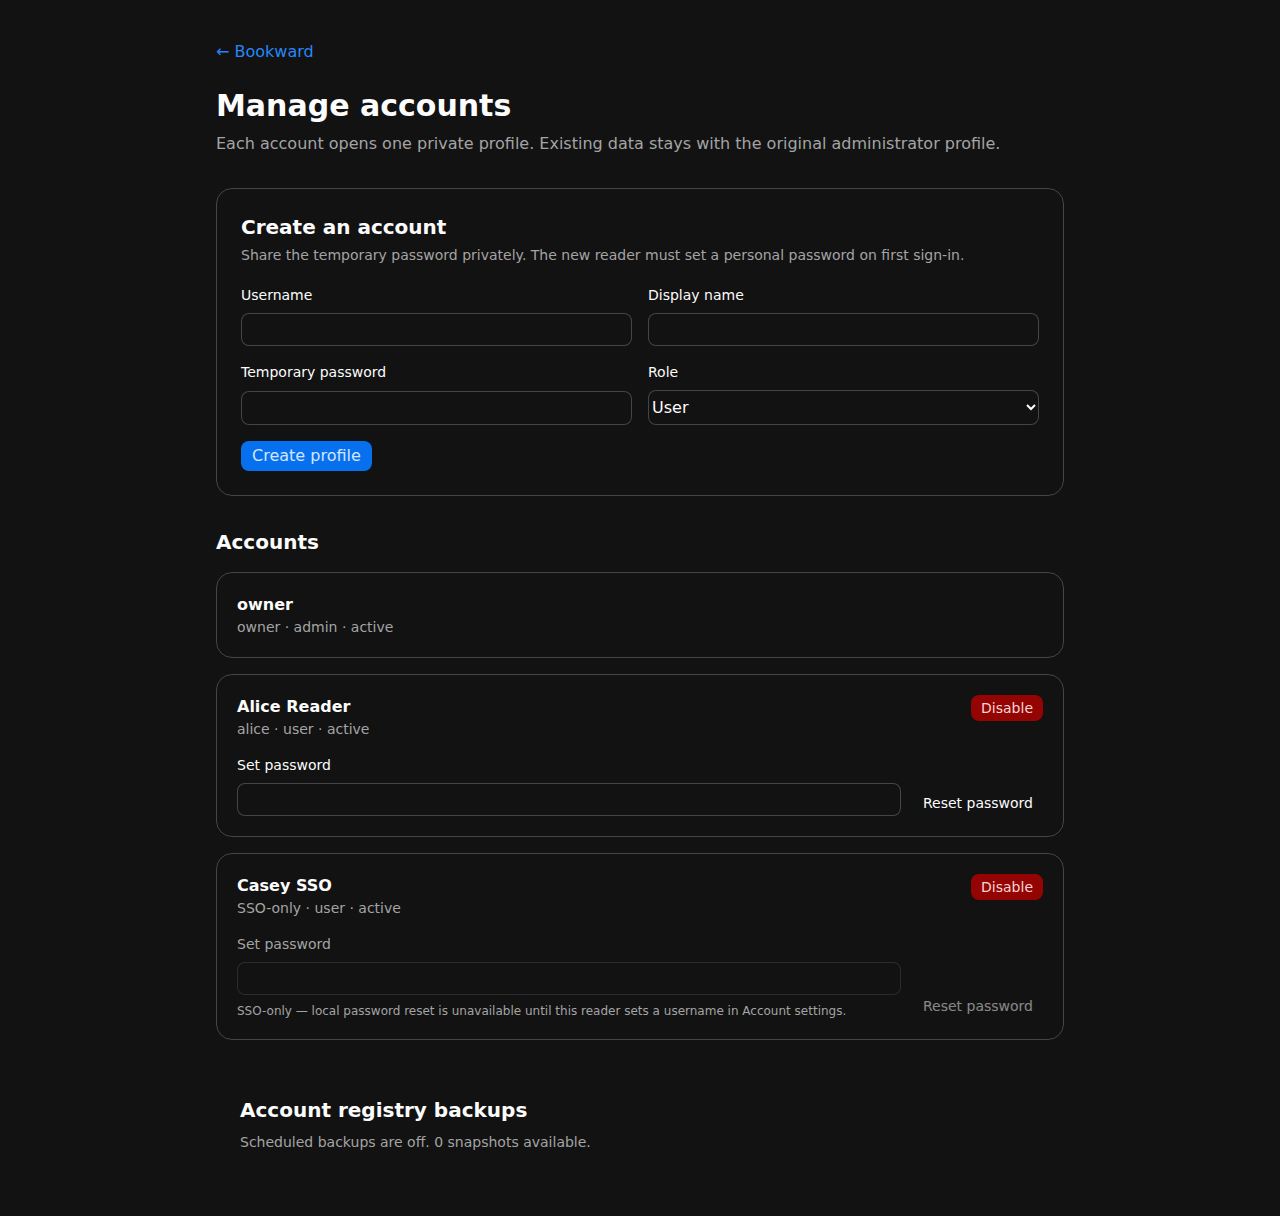 ← Bookward
Manage accounts
Each account opens one private profile. Existing data stays with the original administrator profile.
Create an account
Share the temporary password privately. The new reader must set a personal password on first sign-in.
Username
Display name
Temporary password
Role
User
Create profile
Accounts
owner
owner · admin · active
Alice Reader
Disable
alice · user · active
Set password
Reset password
Casey SSO
Disable
SSO-only · user · active
Set password
SSO-only — local password reset is unavailable until this reader sets a username in Account settings.
Reset password
Account registry backups
Scheduled backups are off. 0 snapshots available.